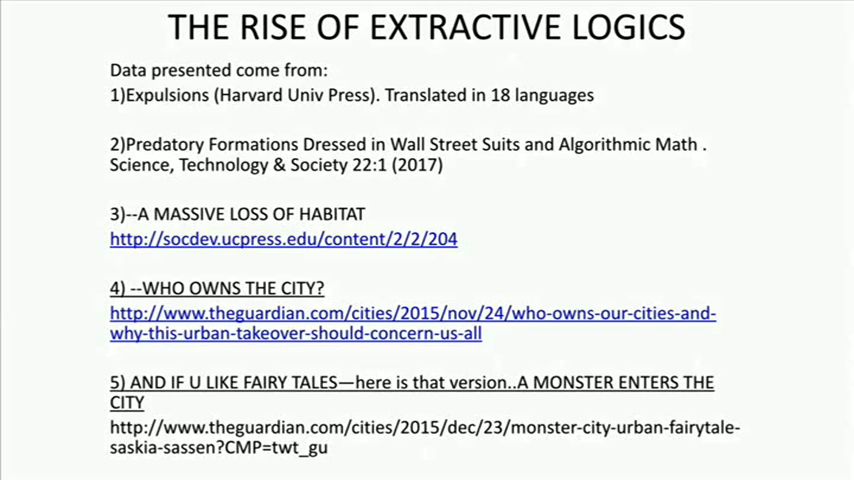 THE RISE OF EXTRACTIVE LOGICS
Data presented come from:
1)Expulsions (Harvard Univ Press). Translated in 18 languages
2)Predatory Formations Dressed in Wall Street Suits and Algorithmic Math .
Science, Technology & Society 22:1 (2017)
3)--A MASSIVE LOSS OF HABITAT
http://socdev.ucpress.edu/content/2/2/204
4) --WHO OWNS THE CITY?
http://www.theguardian.com/cities/2015/nov/24/who-owns-our-cities-and-
why-this-urban-takeover-should-concern-us-all
5) AND IF U LIKE FAIRY TALES—here is that version..A MONSTER ENTERS THE
CITY
http://www.theguardian.com/cities/2015/dec/23/monster-city-urban-fairytale-
saskia-sassen?CMP=twt_gu